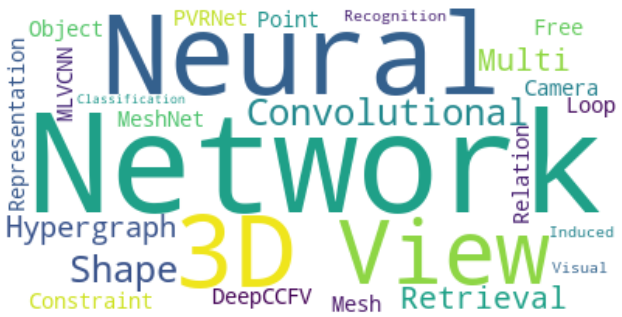 Object
PVRNet
Point
Recognition
Free
Neural
Multi
Representation
MLVCNN
Classification
Camera
MeshNet
Convolutional
Loop
Network
Relation
Hypergraph
3D
View
Induced
Shape
Visual
Constraint
DeepCCFV
Mesh
Retrieval